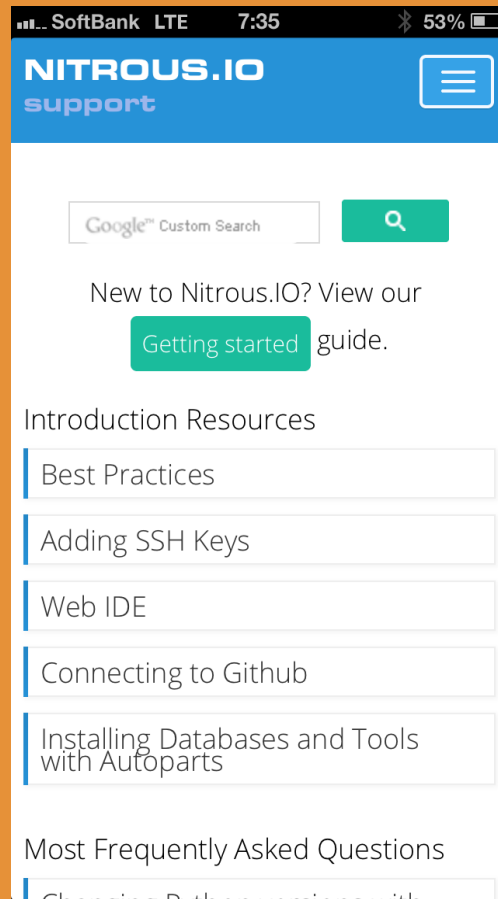 SoftBank LTE 7:35 53%
NITROUS.IO
support
Google™ Custom Search
New to Nitrous.IO? View our
Getting started guide.
Introduction Resources
Best Practices
Adding SSH Keys
Web IDE
Connecting to Github
Installing Databases and Tools
with Autoparts
Most Frequently Asked Questions